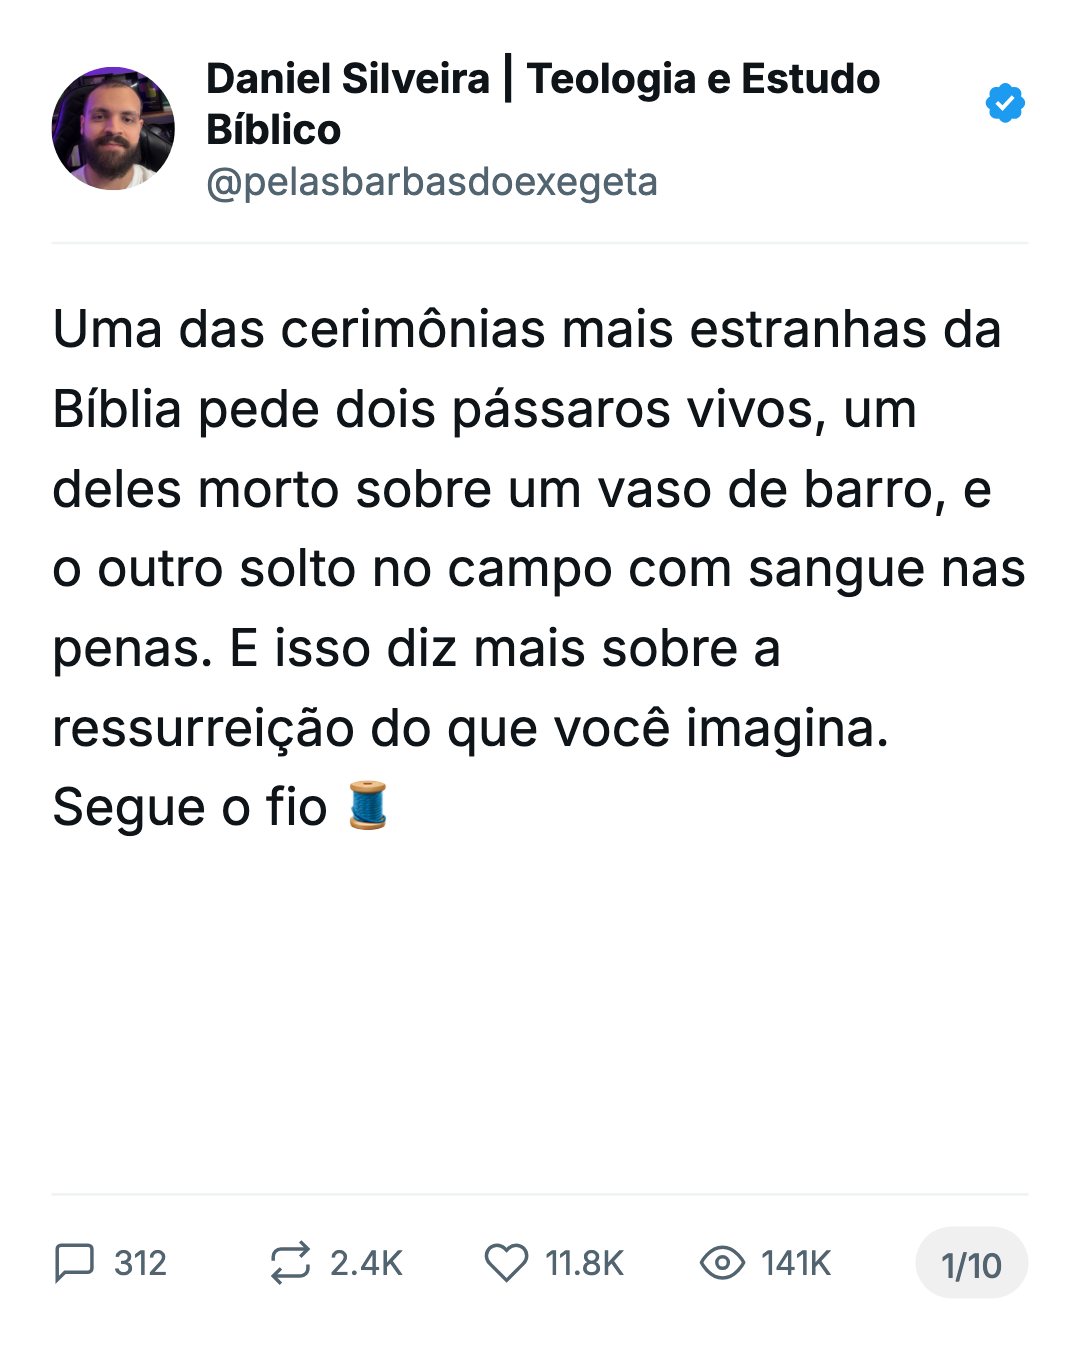 Daniel Silveira | Teologia e Estudo
Bíblico
@pelasbarbasdoexegeta
Uma das cerimônias mais estranhas da
Bíblia pede dois pássaros vivos, um
deles morto sobre um vaso de barro, e
o outro solto no campo com sangue nas
penas. E isso diz mais sobre a
ressurreição do que você imagina.
Segue o fio 🧵
312 2.4K 11.8K 141K 1/10